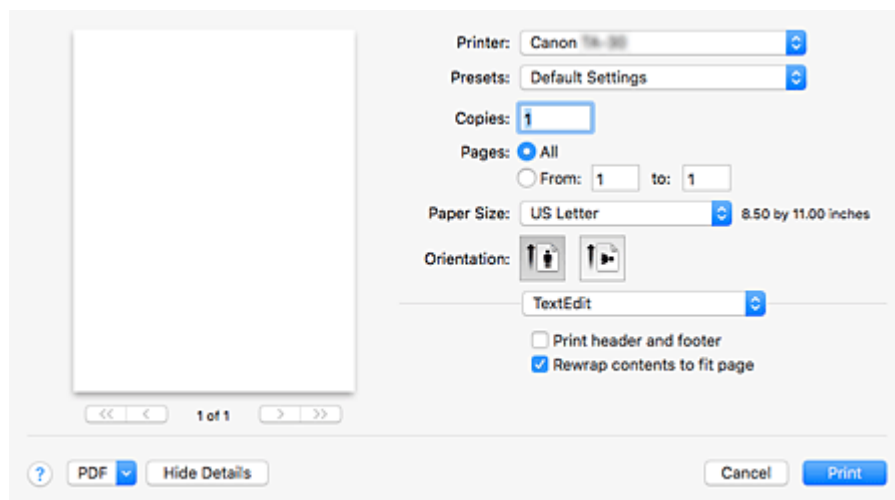 Printer: Canon
Presets: Default Settings
Copies: 1
Pages: All
From: 1 to: 1
Paper Size: US Letter 8.50 by 11.00 inches
Orientation:
TextEdit
Print header and footer
Rewrap contents to fit page
1 of 1
? PDF Hide Details Cancel Print